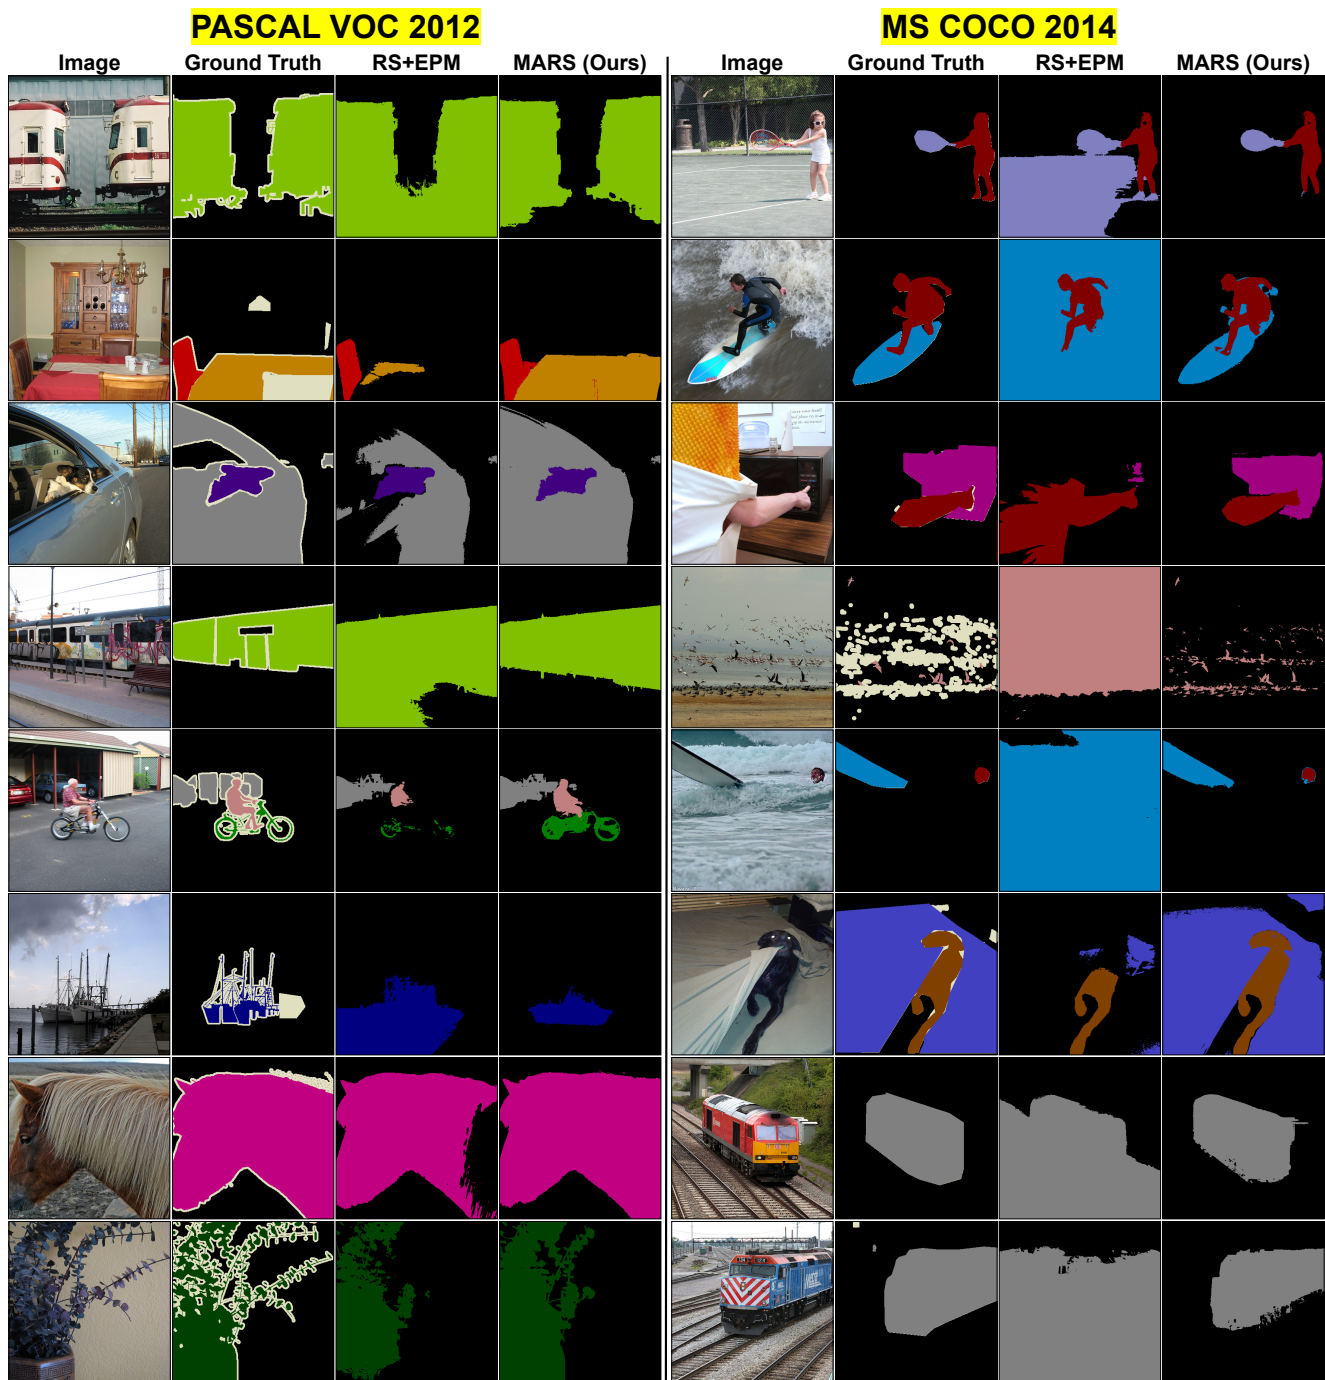 PASCAL VOC 2012
MS COCO 2014
Image Ground Truth RS+EPM MARS (Ours)
Image Ground Truth RS+EPM MARS (Ours)